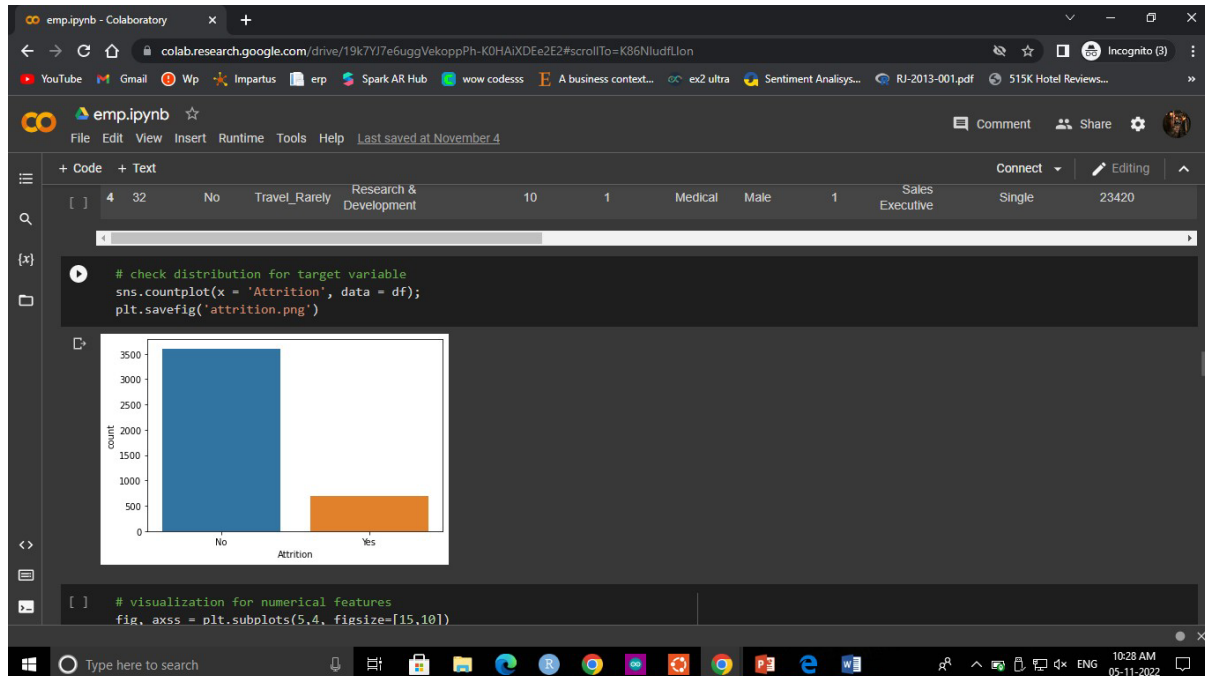 emp.ipynb - Colaboratory
colab.research.google.com/drive/19k7YJ7e6uggVekoppPh-K0HAiXDEe2E2#scrollTo=K86NIudfLIon
Incognito (3)
YouTube Gmail Wp Impartus erp Spark AR Hub wow codesss A business context... ex2 ultra Sentiment Analisys... RJ-2013-001.pdf 515K Hotel Reviews... »
emp.ipynb
Comment Share
File Edit View Insert Runtime Tools Help Last saved at November 4
+ Code + Text
Connect Editing
[ ] 4 32 No Travel_Rarely Research & Development 10 1 Medical Male 1 Sales Executive Single 23420
{x}
# check distribution for target variable
sns.countplot(x = 'Attrition', data = df);
plt.savefig('attrition.png')
3500
3000
2500
2000
1500
1000
500
0
count
No Yes
Attrition
[ ] # visualization for numerical features
fig, axss = plt.subplots(5,4, figsize=[15,10])
Type here to search
ENG
10:28 AM
05-11-2022